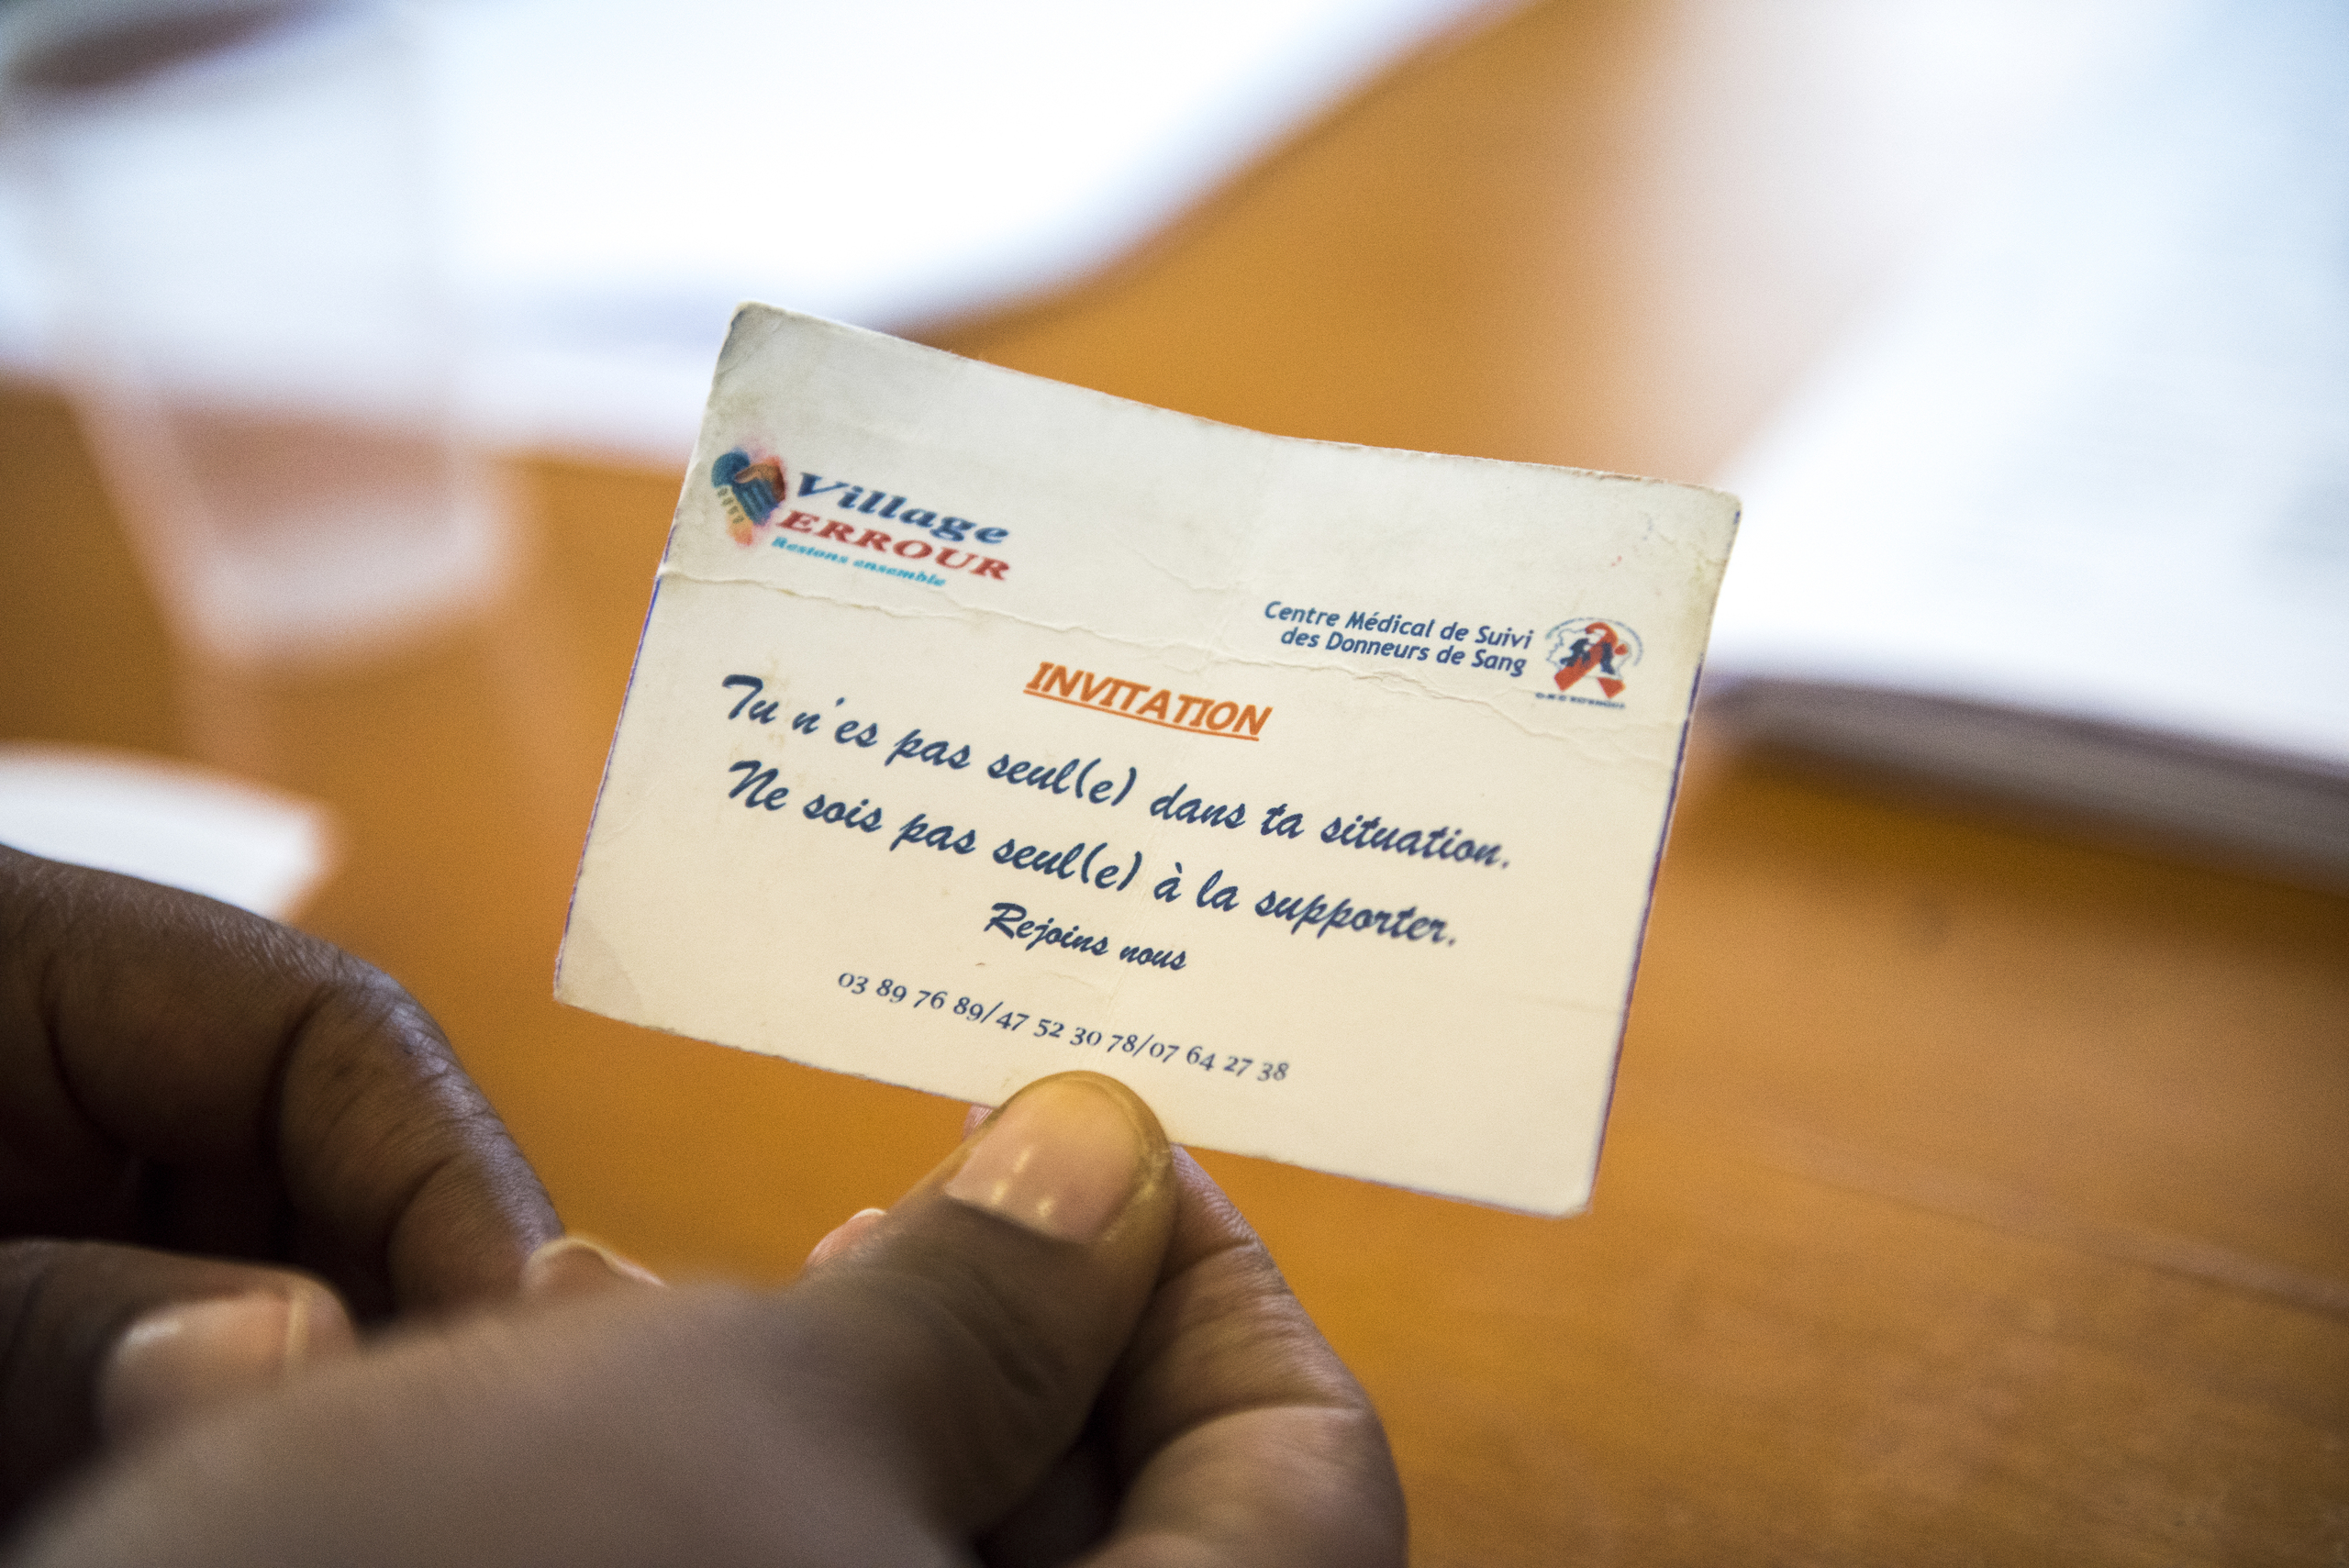 Village
ERROUR
Restons ensemble
Centre Médical de Suivi
des Donneurs de Sang
INVITATION
Tu n'es pas seul(e) dans ta situation.
Ne sois pas seul(e) à la supporter.
Rejoins nous
03 89 76 89/47 52 30 78/07 64 27 38